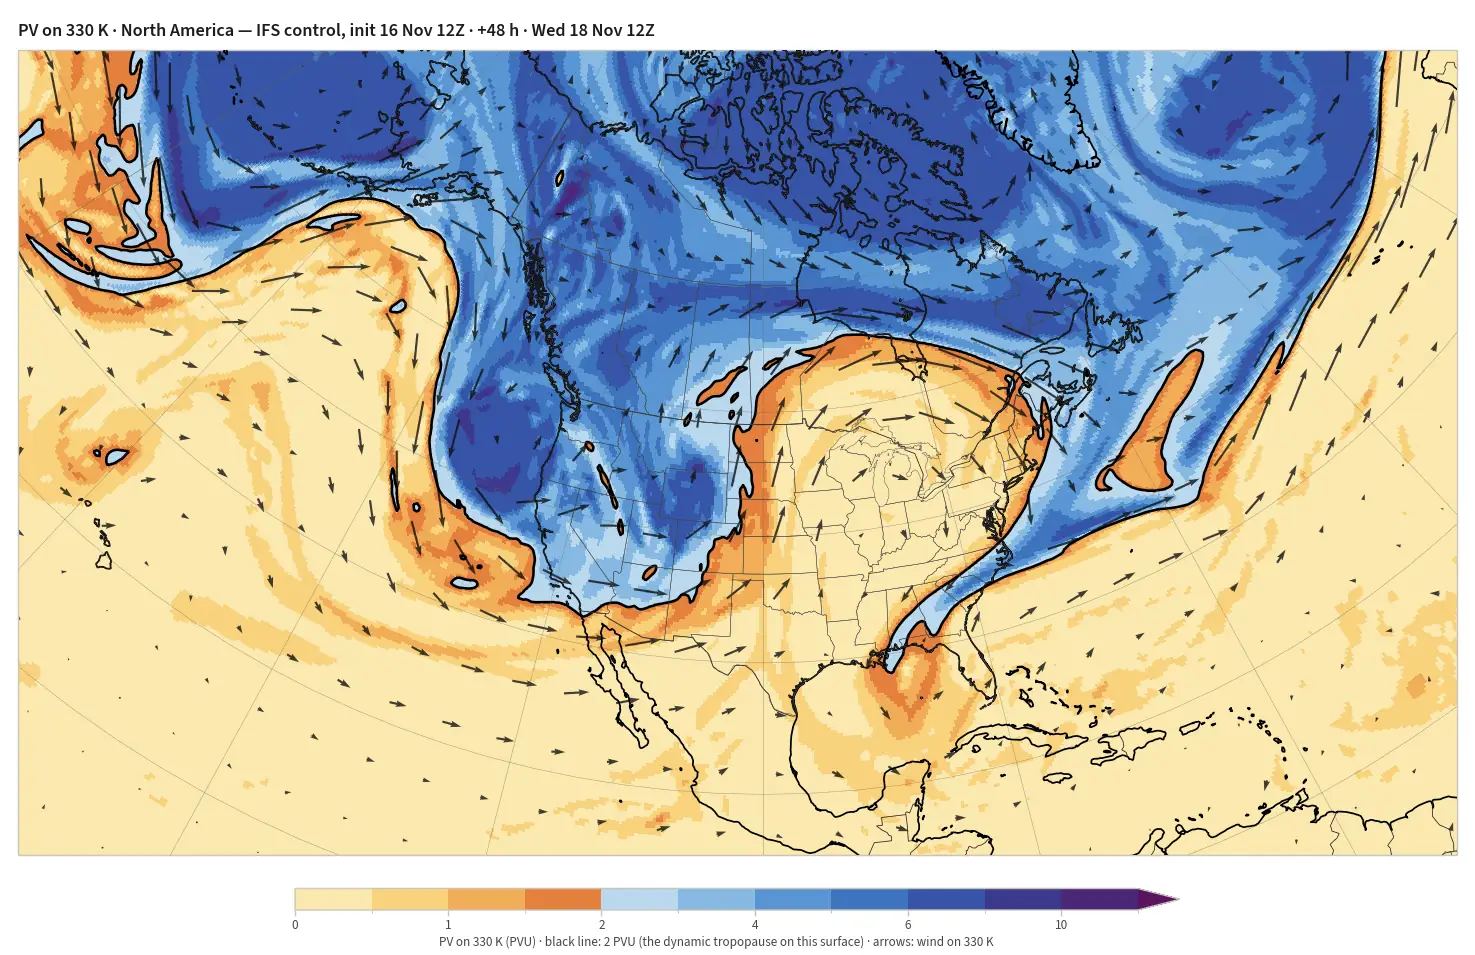 PV on 330 K · North America — IFS control, init 16 Nov 12Z · +48 h · Wed 18 Nov 12Z
0 1 2 4 6 10
PV on 330 K (PVU) · black line: 2 PVU (the dynamic tropopause on this surface) · arrows: wind on 330 K